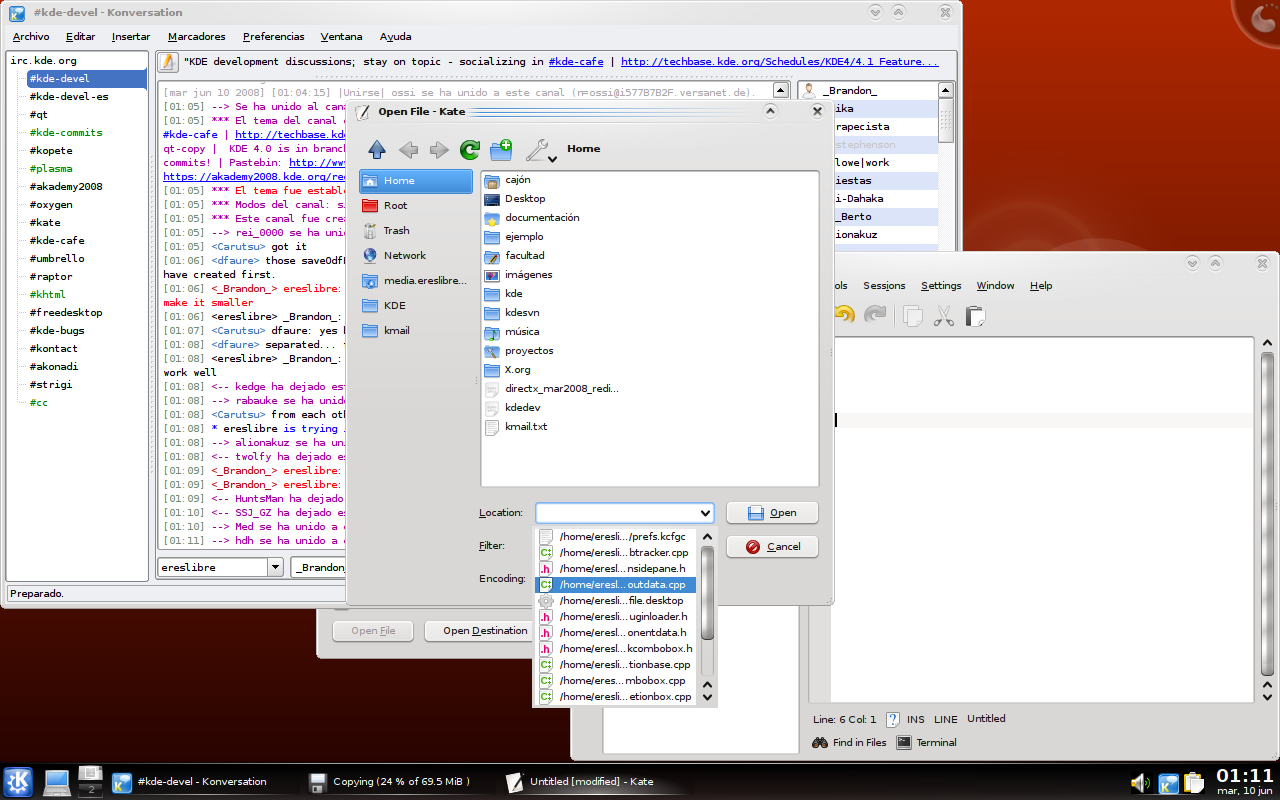 #kde-devel - Konversation
Archivo Editar Insertar Marcadores Preferencias Ventana Ayuda
irc.kde.org
#kde-devel
#kde-devel-es
#qt
#kde-commits
#kopete
#plasma
#akademy2008
#oxygen
#kate
#kde-cafe
#umbrello
#raptor
#khtml
#freedesktop
#kde-bugs
#kontact
#akonadi
#strigi
#cc
"KDE development discussions; stay on topic - socializing in #kde-cafe | http://techbase.kde.org/Schedules/KDE4/4.1_Feature...
[mar jun 10 2008] [01:04:15] |Unirse| ossi se ha unido a este canal (n=ossi@i577B7B2F.versanet.de).
[01:05] --> Se ha unido al cana
[01:05] *** El tema del canal e
#kde-cafe | http://techbase.kde
qt-copy | KDE 4.0 is in branch
commits! | Pastebin: http://www
https://akademy2008.kde.org/reg
[01:05] *** El tema fue estable
[01:05] *** Modos del canal: s
[01:05] *** Este canal fue crea
[01:05] --> rei_0000 se ha unid
[01:05] <Carutsu> got it
[01:06] <dfaure> those saveOdf
have created first.
[01:06] <_Brandon_> ereslibre:
make it smaller
[01:06] <ereslibre> _Brandon_:
[01:07] <Carutsu> dfaure: yes
[01:08] <dfaure> separated...
[01:08] <ereslibre> _Brandon_:
work well
[01:08] <-- kedge ha dejado est
[01:08] --> rabauke se ha unido
[01:08] <Carutsu> from each oth
[01:08] * ereslibre is trying
[01:08] --> alionakuz se ha uni
[01:08] <-- twolfy ha dejado es
[01:09] <_Brandon_> ereslibre:
[01:09] <_Brandon_> ereslibre:
[01:09] <-- HuntsMan ha dejado
[01:10] <-- SSJ_GZ ha dejado es
[01:10] --> Med se ha unido a
[01:11] --> hdh se ha unido a
ereslibre _Brandon_
Preparado.
_Brandon_
ika
rapecista
stephenson
lowe|work
iestas
i-Dahaka
_Berto
ionakuz
Open File - Kate
Home
Home
Root
Trash
Network
media.ereslibre...
KDE
kmail
cajón
Desktop
documentación
ejemplo
facultad
imágenes
kde
kdesvn
música
proyectos
X.org
directx_mar2008_redi...
kdedev
kmail.txt
Location:
Open
Filter:
Cancel
Encoding:
/home/eresli.../prefs.kcfgc
/home/eresli...btracker.cpp
/home/eresli...nsidepane.h
/home/eresl...outdata.cpp
/home/eresli...file.desktop
/home/eresli...uginloader.h
/home/eresli...onentdata.h
/home/eresli...kcombobox.h
/home/eresli...tionbase.cpp
/home/eres...mbobox.cpp
/home/eresli...etionbox.cpp
Open File Open Destination
ols Sessions Settings Window Help
Line: 6 Col: 1 INS LINE Untitled
Find in Files Terminal
2
#kde-devel - Konversation
Copying (24 % of 69.5 MiB )
Untitled [modified] - Kate
01:11
mar, 10 jun